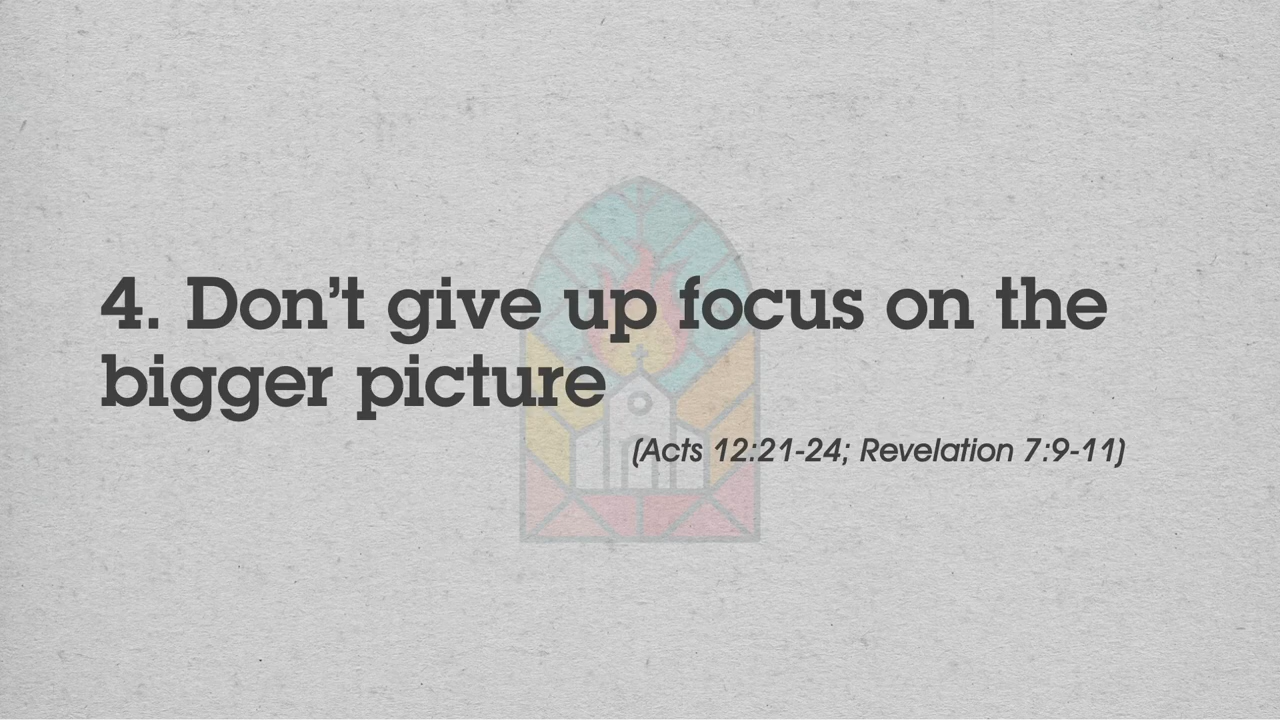 4. Don’t give up focus on the
bigger picture
(Acts 12:21-24; Revelation 7:9-11)